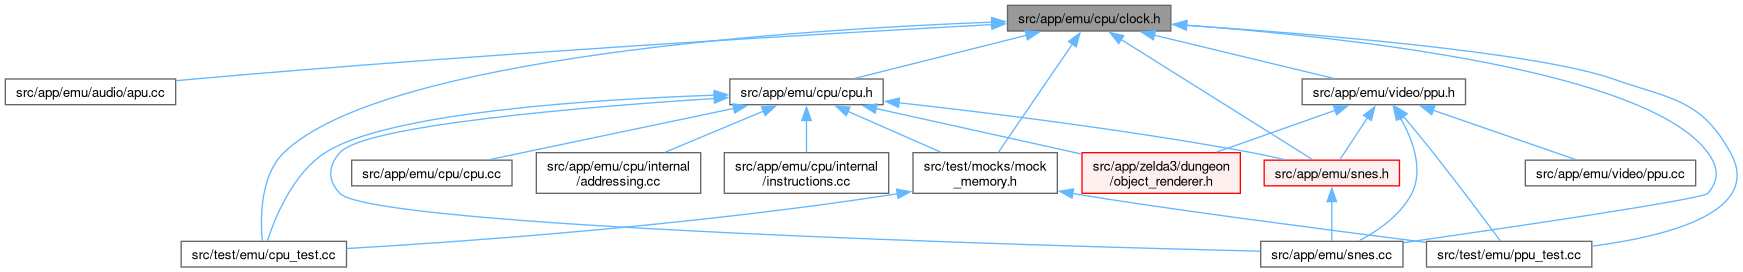 src/app/emu/cpu/clock.h
src/app/emu/audio/apu.cc
src/app/emu/cpu/cpu.h
src/app/emu/video/ppu.h
src/app/emu/cpu/cpu.cc
src/app/emu/cpu/internal
/addressing.cc
src/app/emu/cpu/internal
/instructions.cc
src/test/mocks/mock
_memory.h
src/app/zelda3/dungeon
/object_renderer.h
src/app/emu/snes.h
src/app/emu/video/ppu.cc
src/test/emu/cpu_test.cc
src/app/emu/snes.cc
src/test/emu/ppu_test.cc